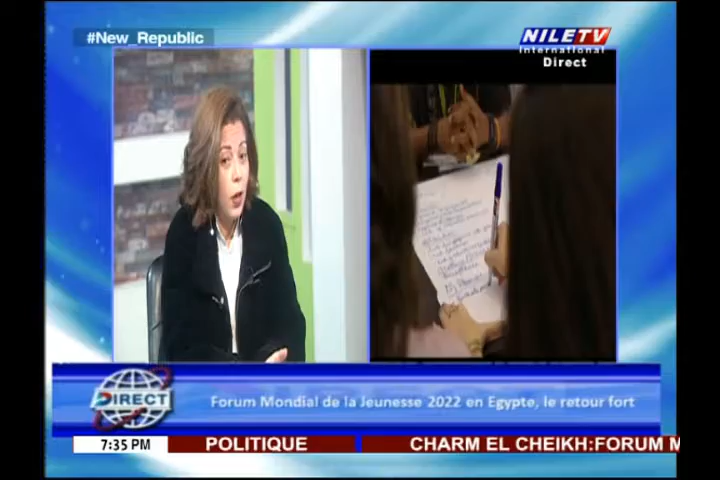 #New_Republic
NILETV
International
Direct
DIRECT
Forum Mondial de la Jeunesse 2022 en Egypte, le retour fort
7:35 PM
POLITIQUE
CHARM EL CHEIKH:FORUM M